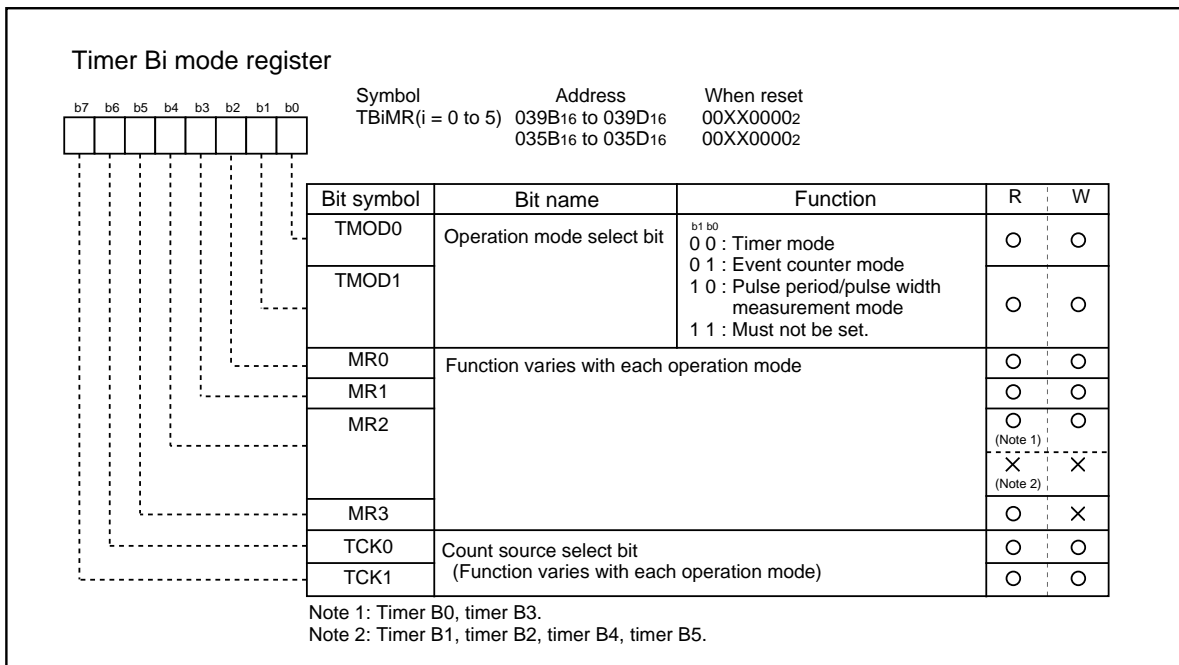 Timer Bi mode register
Symbol Address When reset
b7 b6 b5 b4 b3 b2 b1 b0
TBiMR(i = 0 to 5) 039B16 to 039D16 00XX00002
035B16 to 035D16 00XX00002
Bit symbol Bit name Function R W
TMOD0 Operation mode select bit b1 b0
0 0 : Timer mode
0 1 : Event counter mode
TMOD1 1 0 : Pulse period/pulse width
measurement mode
1 1 : Must not be set.
MR0 Function varies with each operation mode
MR1
MR2
(Note 1)
(Note 2)
MR3
TCK0 Count source select bit
TCK1 (Function varies with each operation mode)
Note 1: Timer B0, timer B3.
Note 2: Timer B1, timer B2, timer B4, timer B5.